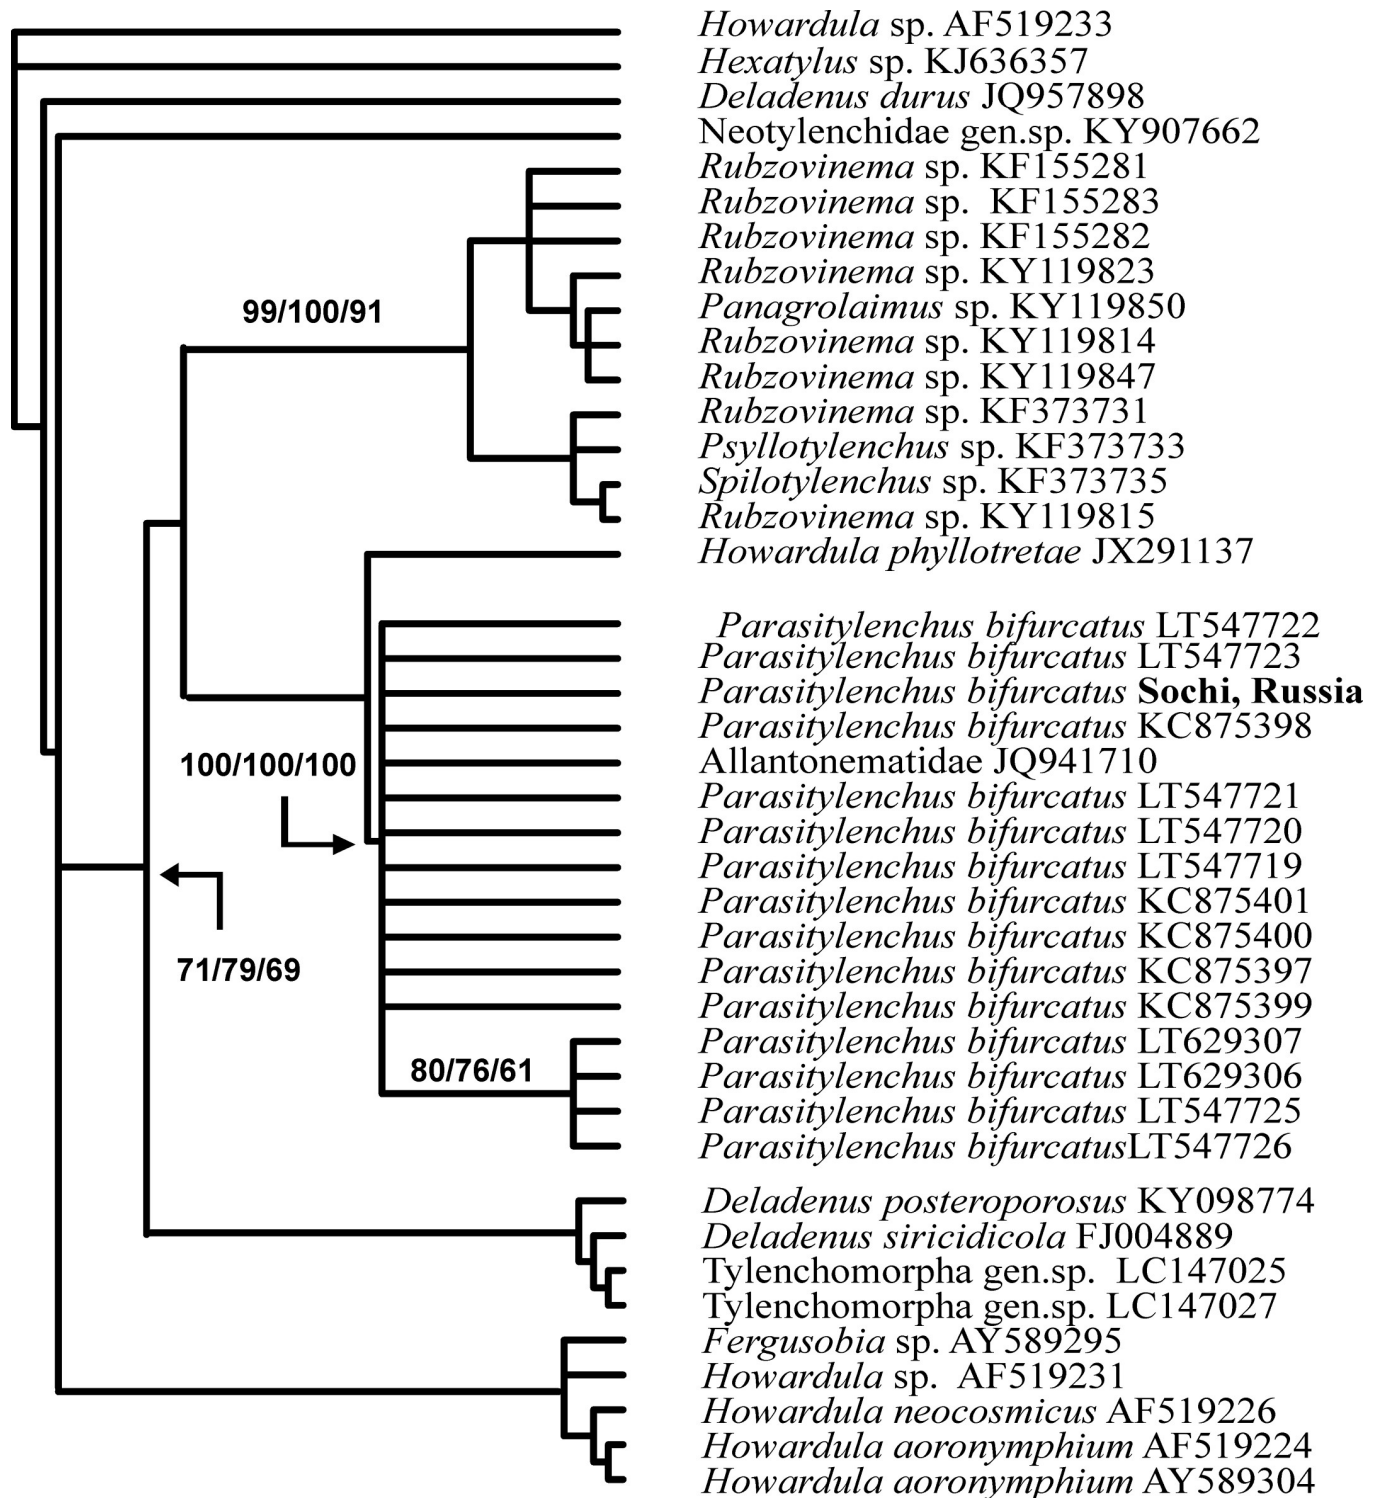 Howardula sp. AF519233
Hexatylus sp. KJ636357
Deladenus durus JQ957898
Neotylenchidae gen.sp. KY907662
Rubzovinema sp. KF155281
Rubzovinema sp. KF155283
Rubzovinema sp. KF155282
Rubzovinema sp. KY119823
99/100/91
Panagrolaimus sp. KY119850
Rubzovinema sp. KY119814
Rubzovinema sp. KY119847
Rubzovinema sp. KF373731
Psyllotylenchus sp. KF373733
Spilotylenchus sp. KF373735
Rubzovinema sp. KY119815
Howardula phyllotretae JX291137
Parasitylenchus bifurcatus LT547722
Parasitylenchus bifurcatus LT547723
Parasitylenchus bifurcatus Sochi, Russia
Parasitylenchus bifurcatus KC875398
100/100/100
Allantonematidae JQ941710
Parasitylenchus bifurcatus LT547721
Parasitylenchus bifurcatus LT547720
Parasitylenchus bifurcatus LT547719
Parasitylenchus bifurcatus KC875401
Parasitylenchus bifurcatus KC875400
71/79/69
Parasitylenchus bifurcatus KC875397
Parasitylenchus bifurcatus KC875399
Parasitylenchus bifurcatus LT629307
80/76/61
Parasitylenchus bifurcatus LT629306
Parasitylenchus bifurcatus LT547725
Parasitylenchus bifurcatusLT547726
Deladenus posteroporosus KY098774
Deladenus siricidicola FJ004889
Tylenchomorpha gen.sp. LC147025
Tylenchomorpha gen.sp. LC147027
Fergusobia sp. AY589295
Howardula sp. AF519231
Howardula neocosmicus AF519226
Howardula aoronymphium AF519224
Howardula aoronymphium AY589304